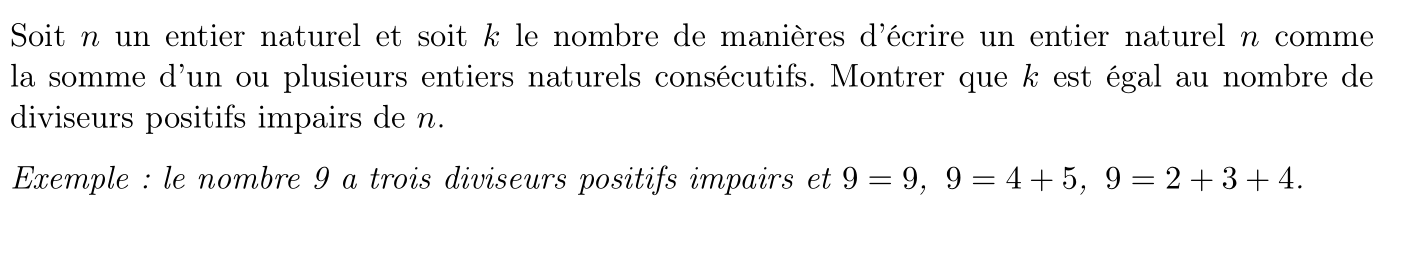 Soit n un entier naturel et soit k le nombre de manières d'écrire un entier naturel n comme
la somme d'un ou plusieurs entiers naturels consécutifs. Montrer que k est égal au nombre de
diviseurs positifs impairs de n.
Exemple : le nombre 9 a trois diviseurs positifs impairs et 9 = 9, 9 = 4 + 5, 9 = 2 + 3 + 4.